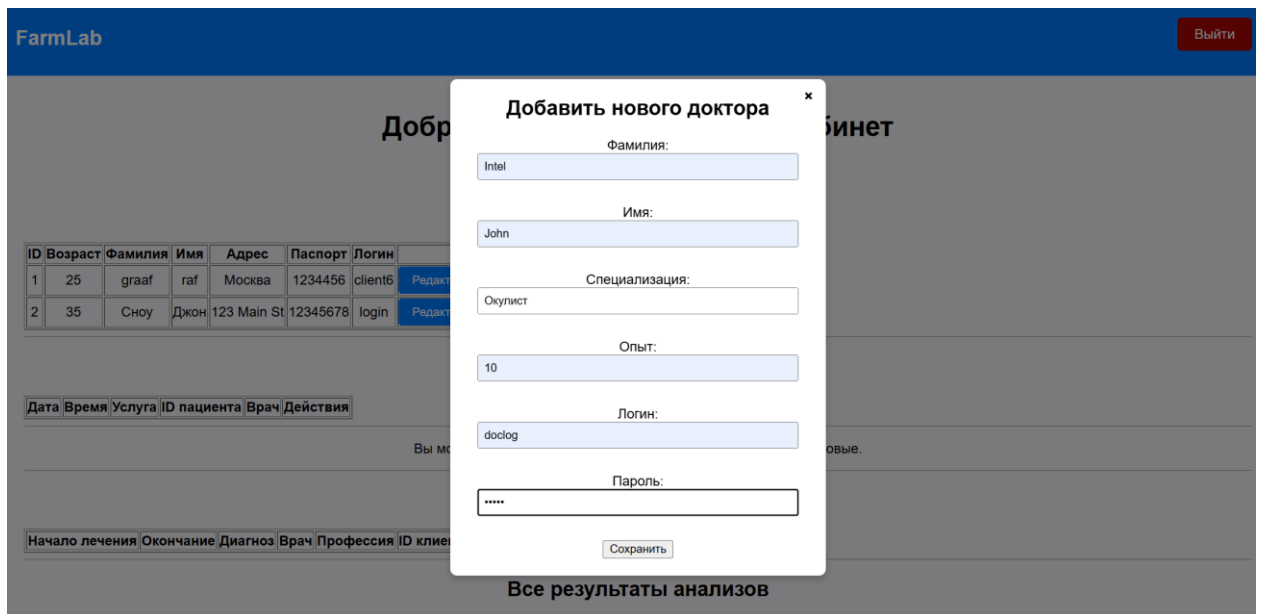 FarmLab
Выйти
Добр
бинет
Добавить нового доктора
×
Фамилия:
Intel
Имя:
John
Специализация:
Окулист
Опыт:
10
Логин:
doclog
Пароль:
•••••
Сохранить
ID Возраст Фамилия Имя Адрес Паспорт Логин
1 25 graaf raf Москва 1234456 client6 Редакт
2 35 Сноу Джон 123 Main St 12345678 login Редакт
Дата Время Услуга ID пациента Врач Действия
Вы мо
овые.
Начало лечения Окончание Диагноз Врач Профессия ID клие
Все результаты анализов